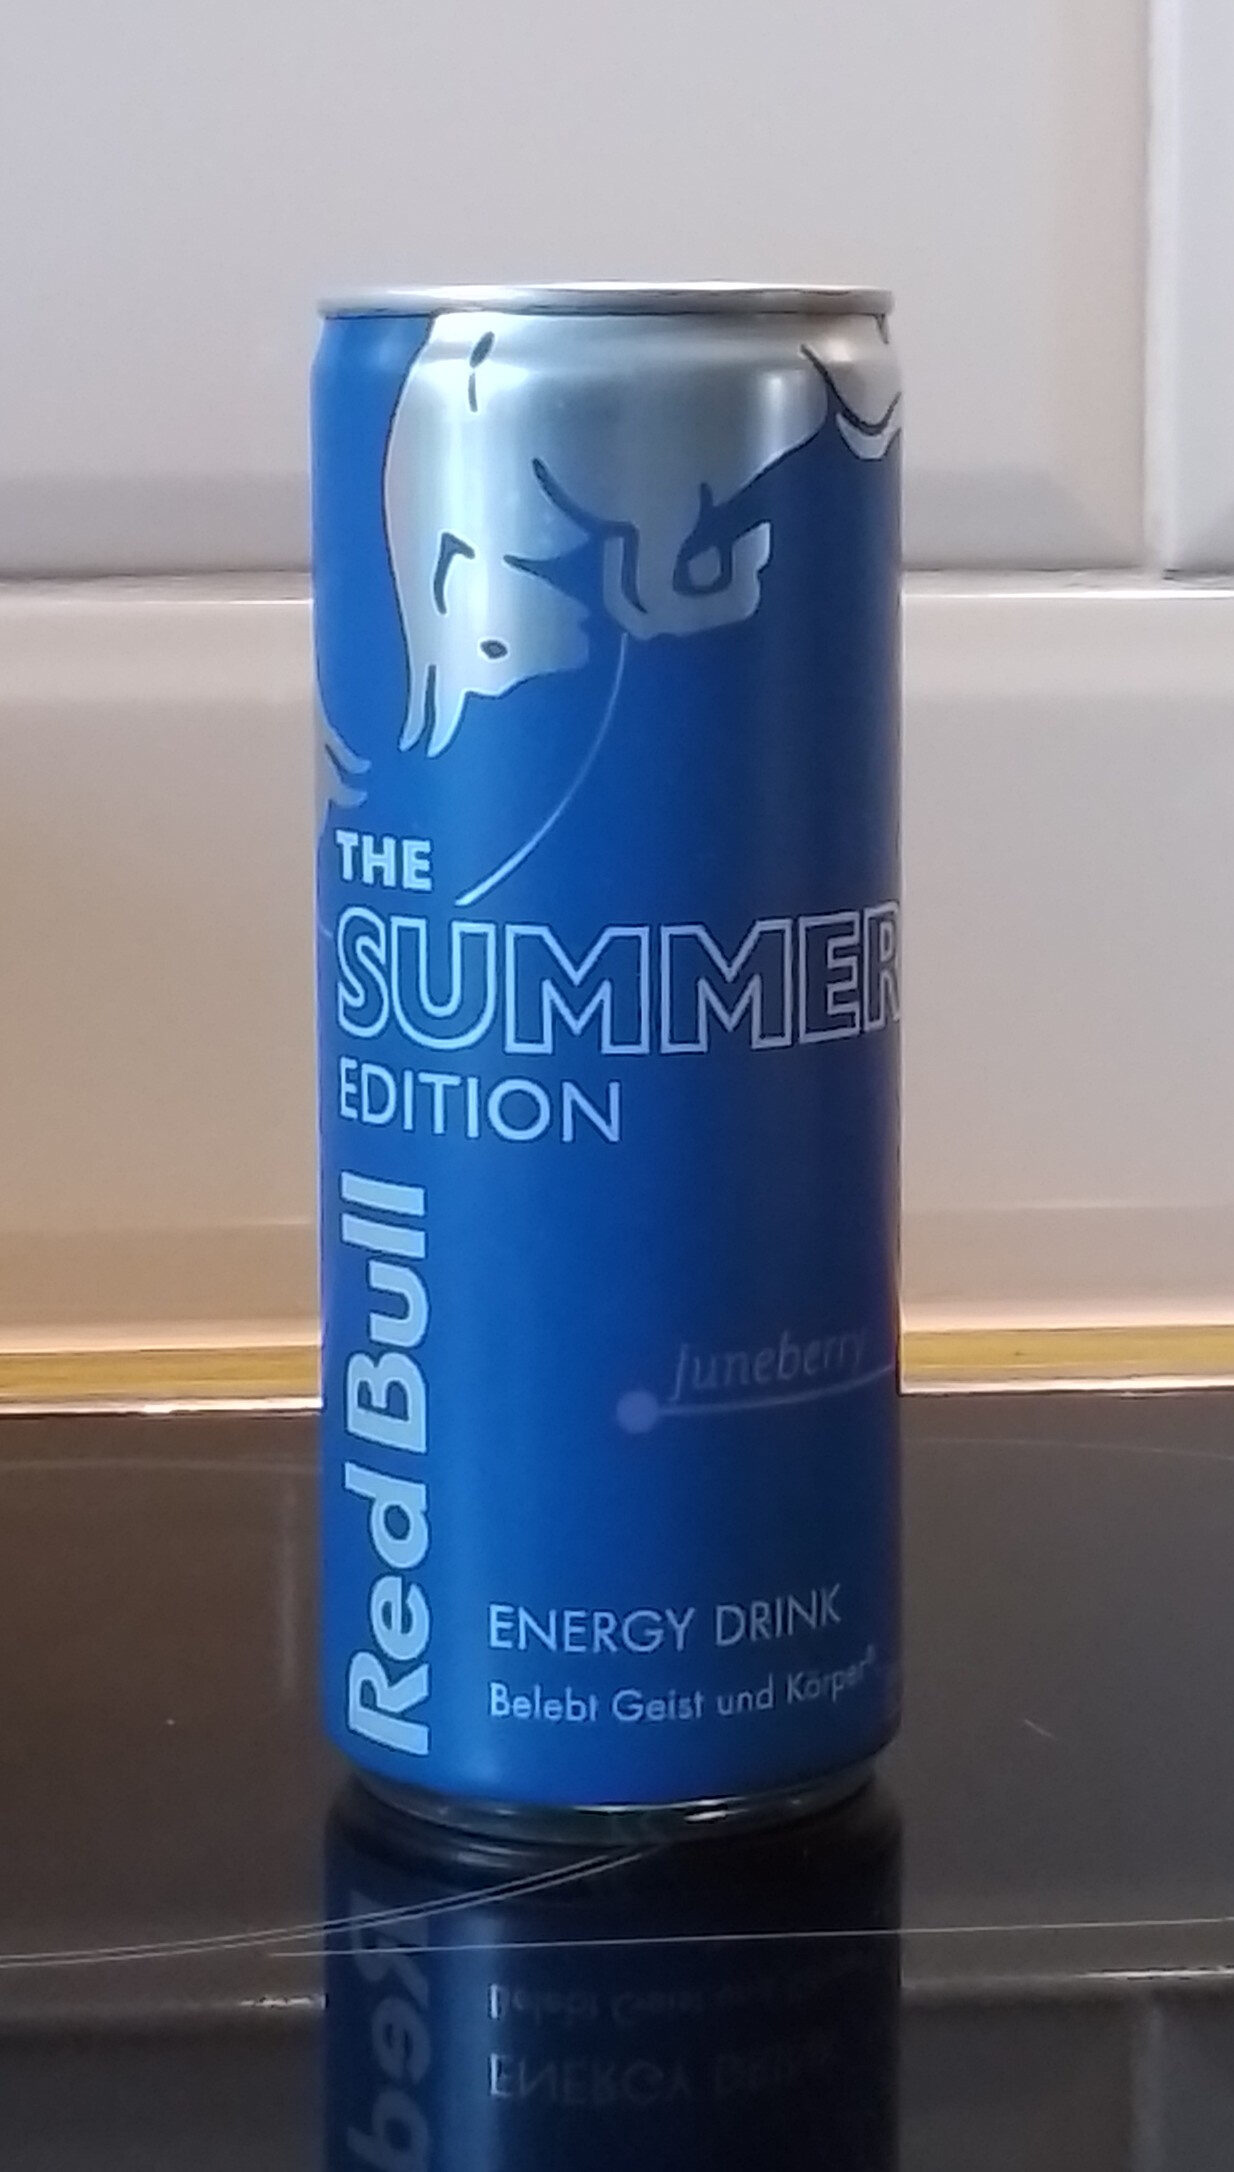 THE
SUMMER
EDITION
Red Bull
Juneberry
ENERGY DRINK
Belebt Geist und Körper®